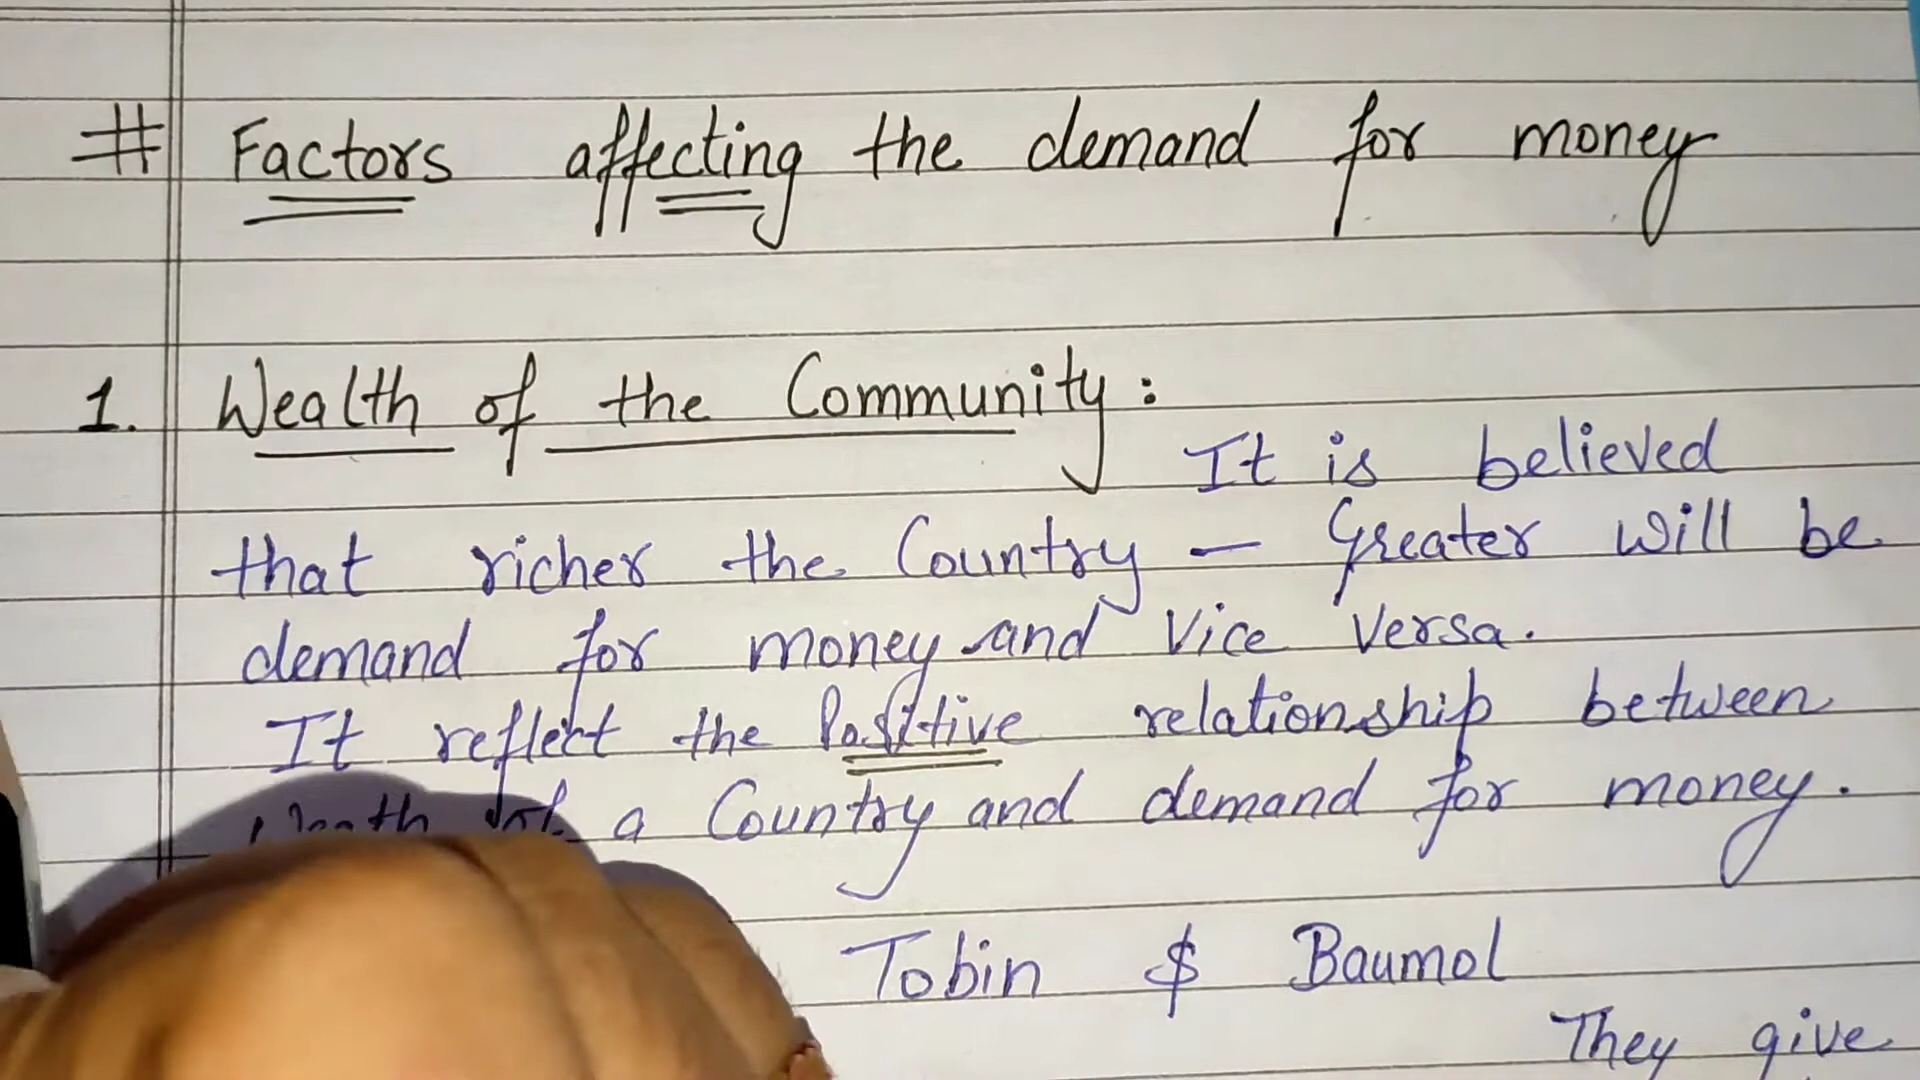 # Factors affecting the demand for money
1. Wealth of the Community :
It is believed
that richer the Country — Greater will be
demand for money and Vice Versa.
It reflect the Positive relationship between
of a Country and demand for money.
Tobin $ Baumol
They give